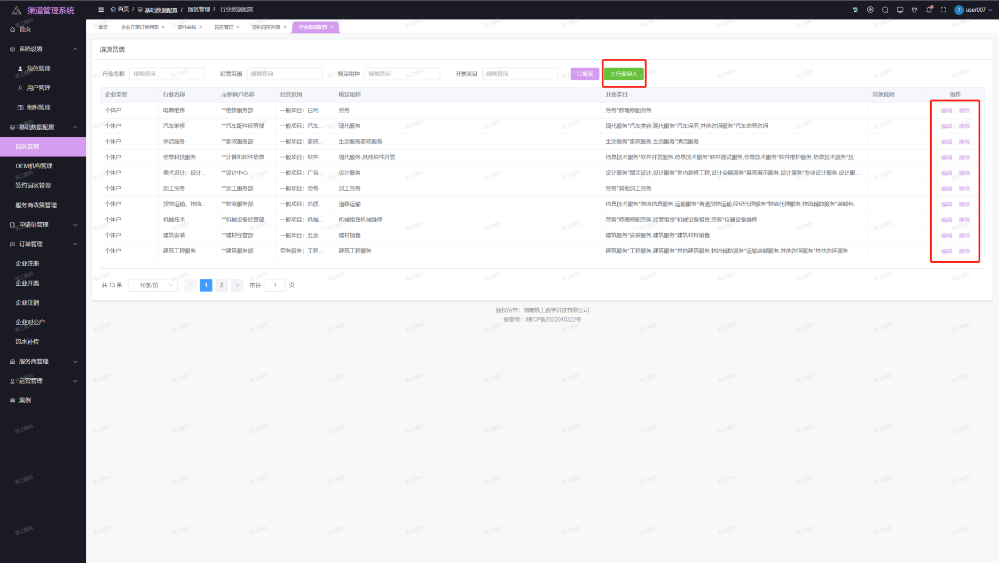 渠道管理系统
首页 / 基础数据配置 / 园区管理 / 行业数据配置
user007
首页
系统设置
角色管理
用户管理
组织管理
基础数据配置
园区管理
OEM机构管理
签约园区管理
服务商政策管理
申请单管理
订单管理
企业注册
企业开票
企业注销
企业对公户
流水补传
服务商管理
运营管理
案例
首页 企业开票订单列表 × 资料审核 × 园区管理 × 签约园区列表 × 行业数据配置 ×
涟源普票
行业名称 模糊查询 经营范围 模糊查询 核定税种 模糊查询 开票类目 模糊查询 搜索 行业导入
企业类型 行业名称 示例商户名称 经营范围 核定税种 开票类目 其他说明 操作
个体户 电器维修 **维修服务部 一般项目：日用... 劳务 劳务*修理修配劳务 编辑 删除
个体户 汽车维修 **汽车配件经营部 一般项目：汽车... 现代服务 现代服务*汽车美容,现代服务*汽车保养,其他咨询服务*汽车信息咨询 编辑 删除
个体户 保洁服务 **家政服务部 一般项目：家政... 生活服务家政服务 生活服务*家政服务,生活服务*清洁服务 编辑 删除
个体户 信息科技服务 **计算机软件信息... 一般项目：软件... 现代服务-其他软件开发 信息技术服务*软件开发服务,信息技术服务*软件测试服务,信息技术服务*软件维护服务,信息技术服务*技... 编辑 删除
个体户 美术设计、设计... **设计中心 一般项目：广告... 设计服务 设计服务*图文设计,设计服务*室内装修工程,设计会展服务*展览展示服务,设计服务*专业设计服务,设计服... 编辑 删除
个体户 加工劳务 **加工服务部 一般项目：劳务... 加工劳务 劳务*其他加工劳务 编辑 删除
个体户 货物运输、物流... **物流服务部 一般项目：总质... 道路运输 信息技术服务*物流信息服务,运输服务*普通货物运输,经纪代理服务*物流代理服务,物流辅助服务*装卸包... 编辑 删除
个体户 机械技术 **机械设备经营部 一般项目：机械... 机械租赁机械维修 劳务*修理修配劳务,经营租赁*机械设备租赁,劳务*仪器设备维修 编辑 删除
个体户 建筑安装 **建材经营部 一般项目：五金... 建材销售 建筑服务*安装服务,建筑服务*建筑材料销售 编辑 删除
个体户 建筑工程服务 **建筑服务部 劳务服务；工程... 建筑工程服务 建筑服务*工程服务,建筑服务*其他建筑服务,物流辅助服务*运输装卸服务,其他咨询服务*其他咨询服务 编辑 删除
共 13 条 10条/页 1 2 前往 1 页
版权所有：湖南筑工数字科技有限公司
备案号：湘ICP备2022010222号